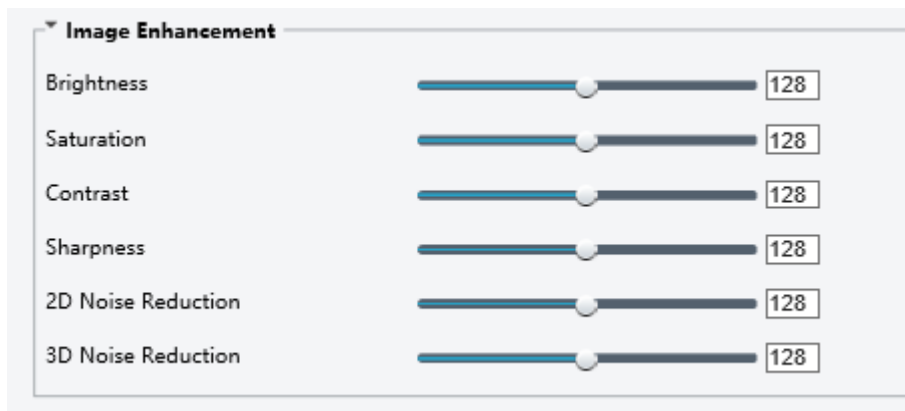 Image Enhancement
Brightness 128
Saturation 128
Contrast 128
Sharpness 128
2D Noise Reduction 128
3D Noise Reduction 128